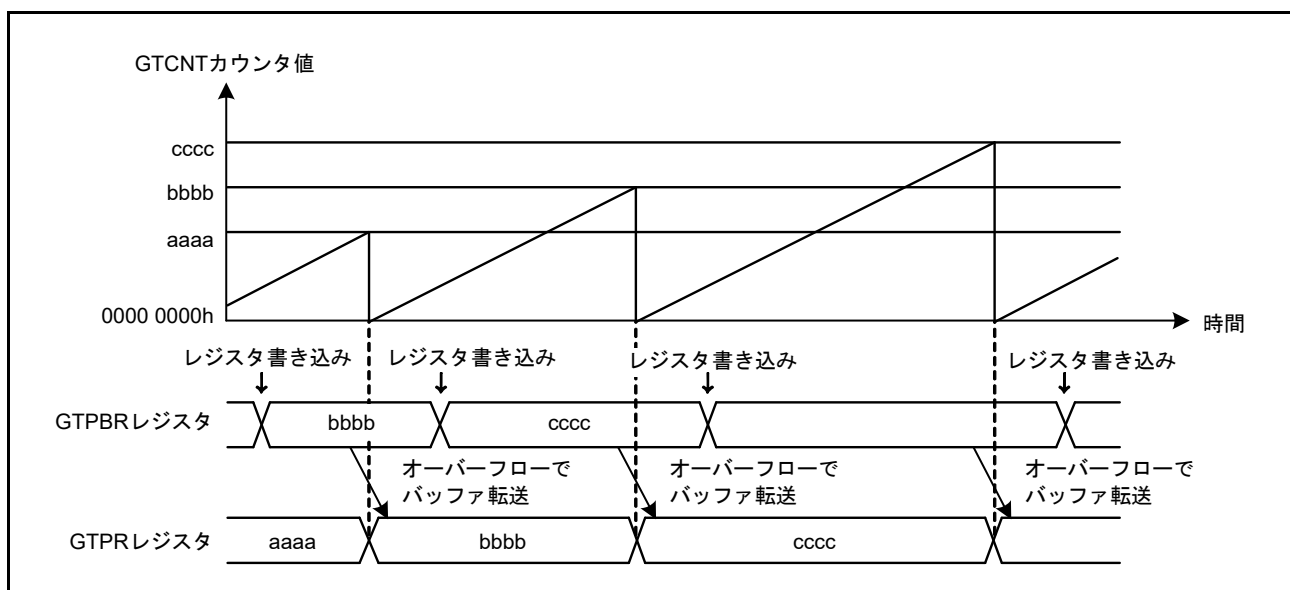 GTCNTカウンタ値
cccc
bbbb
aaaa
0000 0000h
時間
レジスタ書き込み
レジスタ書き込み
レジスタ書き込み
レジスタ書き込み
GTPBRレジスタ
bbbb
cccc
オーバーフローで
バッファ転送
オーバーフローで
バッファ転送
オーバーフローで
バッファ転送
GTPRレジスタ
aaaa
bbbb
cccc